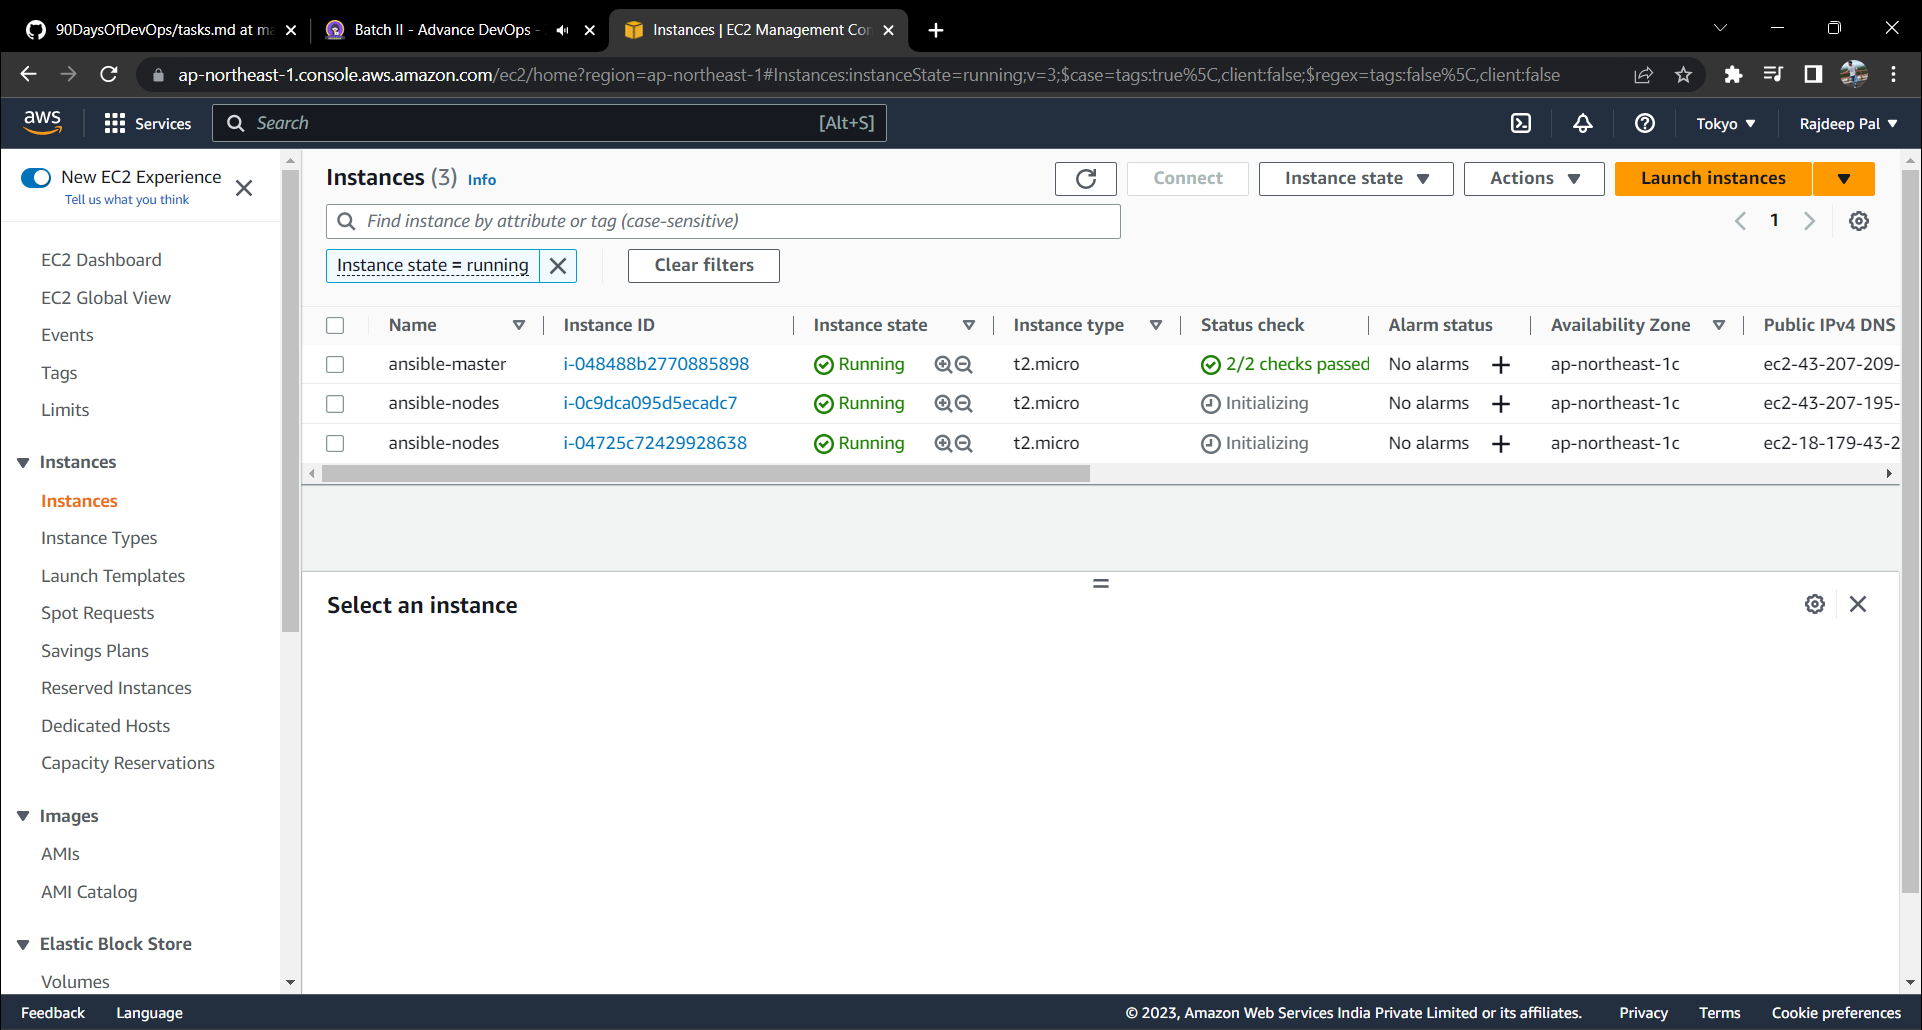 90DaysOfDevOps/tasks.md at ma
Batch II - Advance DevOps -
Instances | EC2 Management Con
ap-northeast-1.console.aws.amazon.com/ec2/home?region=ap-northeast-1#Instances:instanceState=running;v=3;$case=tags:true%5C,client:false;$regex=tags:false%5C,client:false
aws
Services
Search
[Alt+S]
Tokyo
Rajdeep Pal
New EC2 Experience
Tell us what you think
EC2 Dashboard
EC2 Global View
Events
Tags
Limits
Instances
Instances
Instance Types
Launch Templates
Spot Requests
Savings Plans
Reserved Instances
Dedicated Hosts
Capacity Reservations
Images
AMIs
AMI Catalog
Elastic Block Store
Volumes
Instances (3) Info
Connect
Instance state
Actions
Launch instances
Find instance by attribute or tag (case-sensitive)
1
Instance state = running
Clear filters
Name Instance ID Instance state Instance type Status check Alarm status Availability Zone Public IPv4 DNS
ansible-master i-048488b2770885898 Running t2.micro 2/2 checks passed No alarms + ap-northeast-1c ec2-43-207-209-
ansible-nodes i-0c9dca095d5ecadc7 Running t2.micro Initializing No alarms + ap-northeast-1c ec2-43-207-195-
ansible-nodes i-04725c72429928638 Running t2.micro Initializing No alarms + ap-northeast-1c ec2-18-179-43-2
Select an instance
Feedback Language © 2023, Amazon Web Services India Private Limited or its affiliates. Privacy Terms Cookie preferences